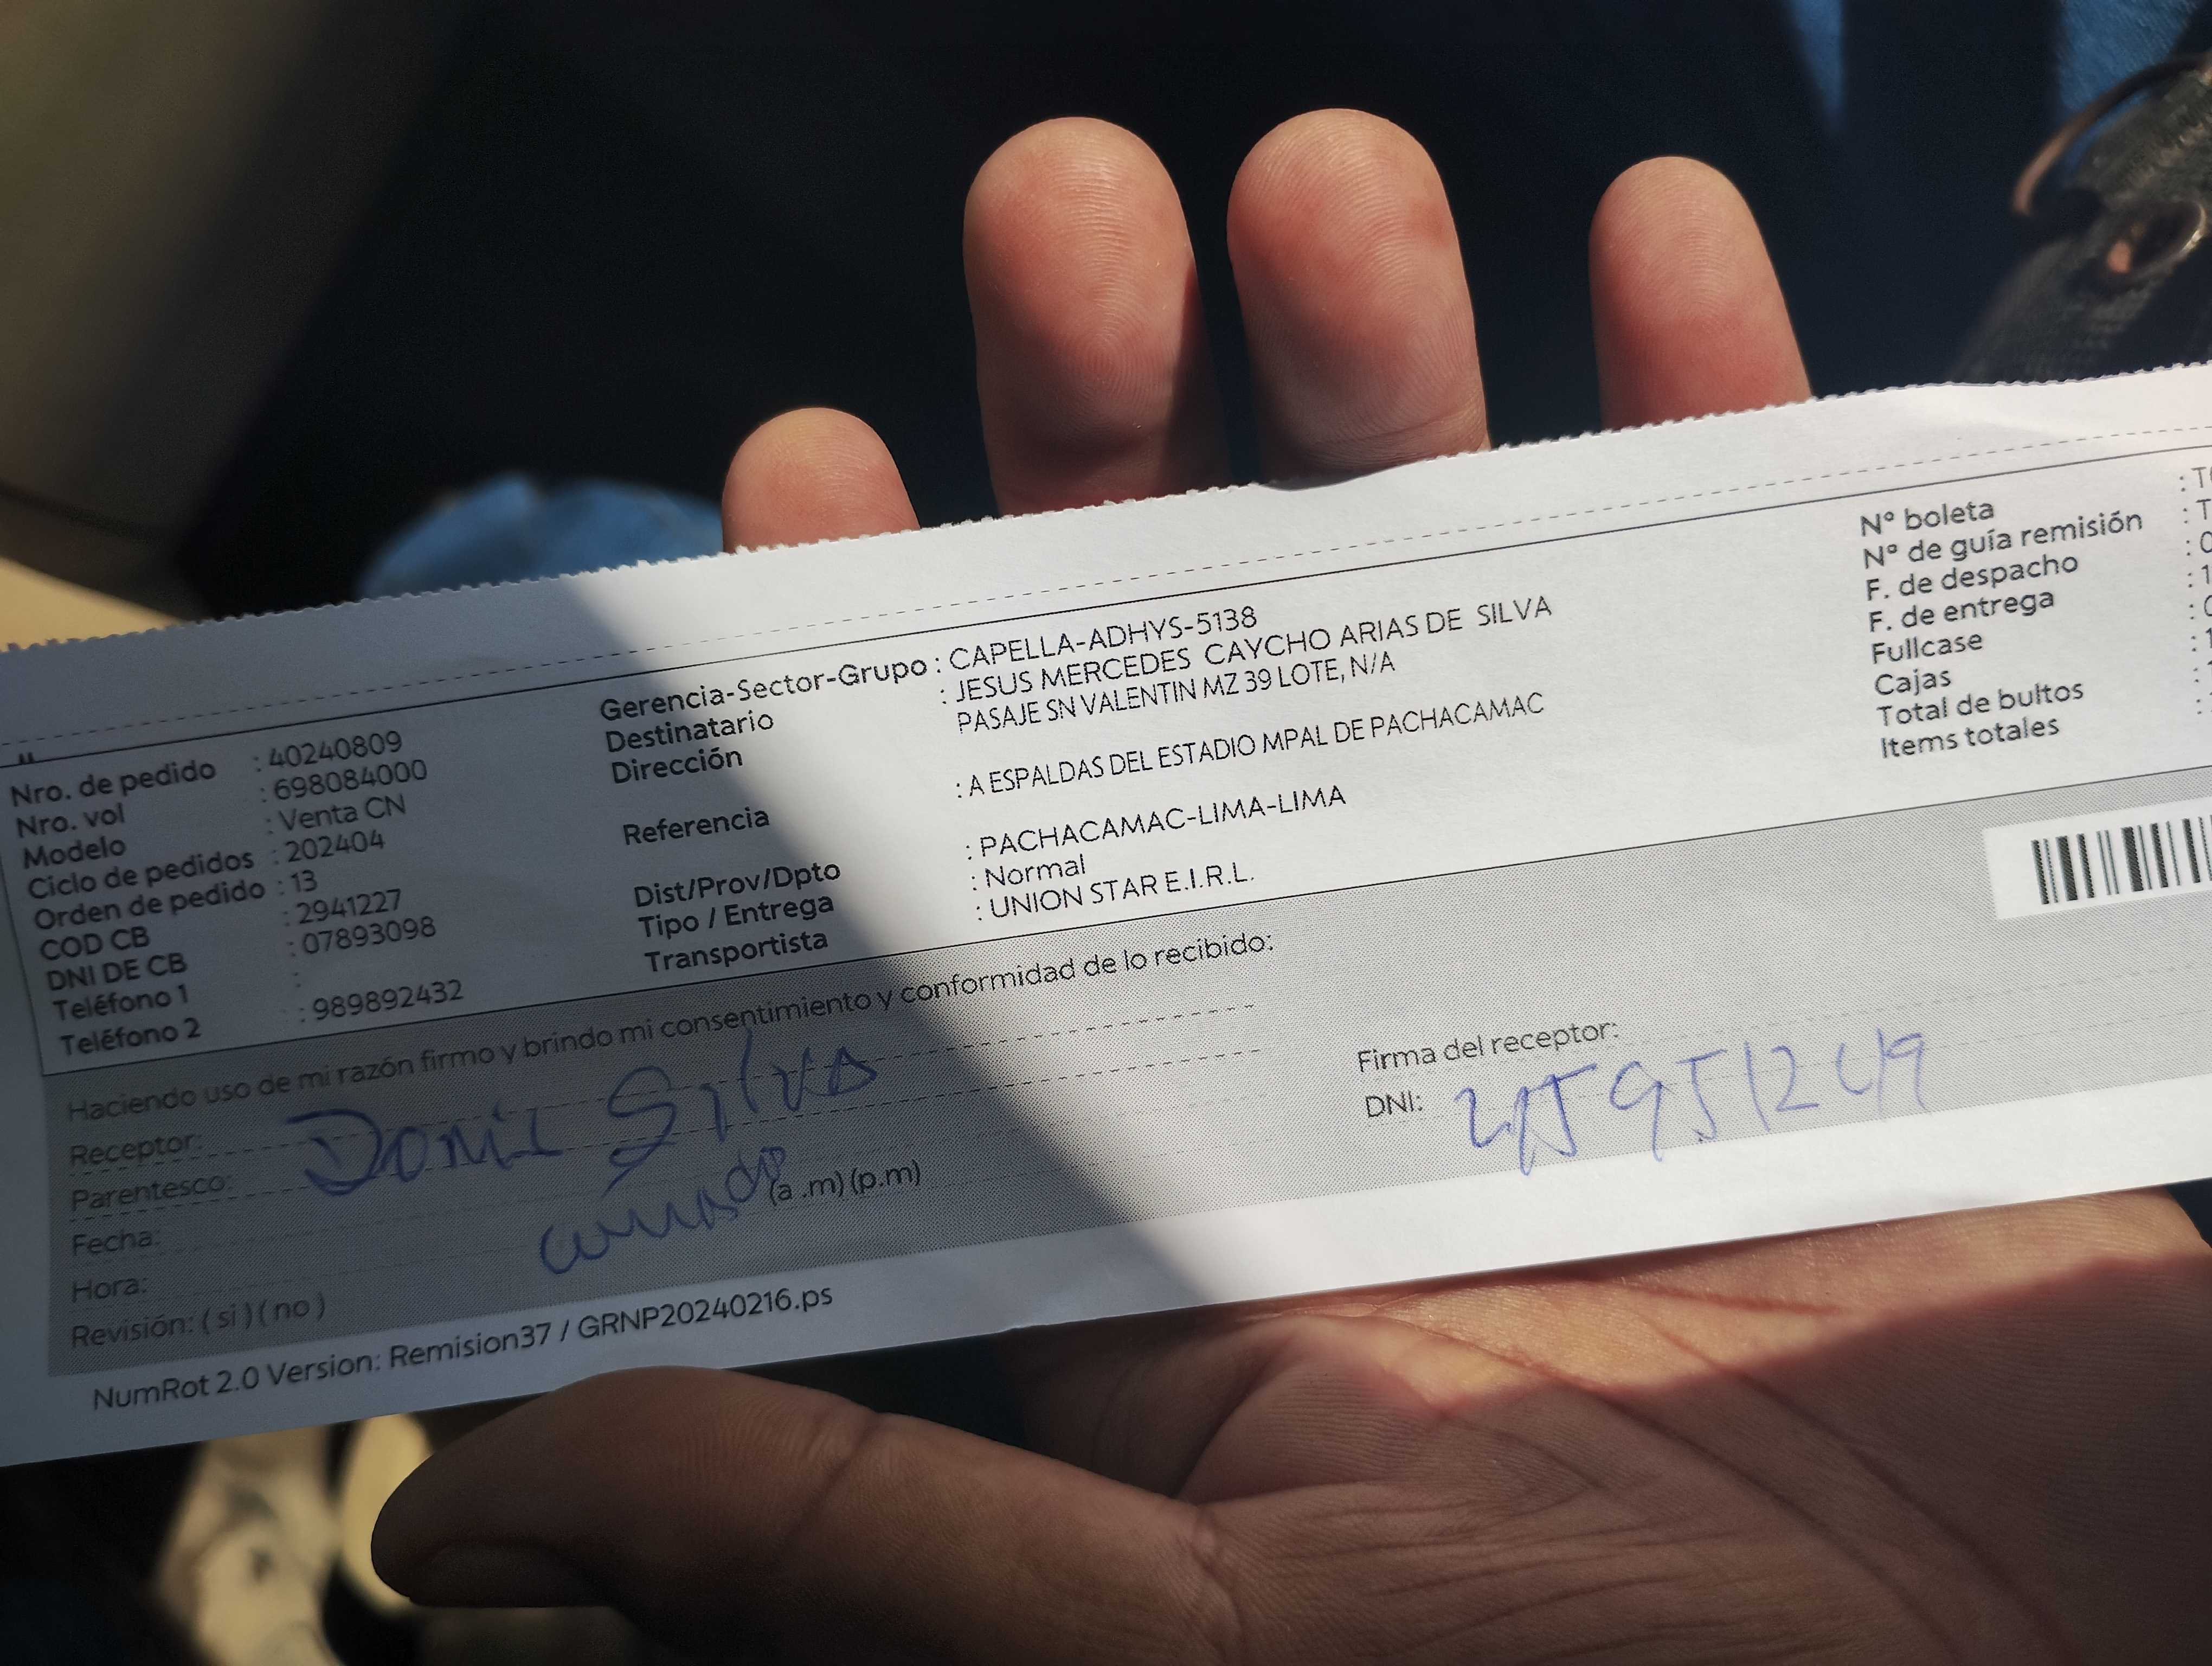 Nro. de pedido : 40240809
Nro. vol : 698084000
Modelo : Venta CN
Ciclo de pedidos : 202404
Orden de pedido : 13
COD CB : 2941227
DNI DE CB : 07893098
Teléfono 1 :
Teléfono 2 : 989892432
Gerencia-Sector-Grupo : CAPELLA-ADHYS-5138
Destinatario : JESUS MERCEDES CAYCHO ARIAS DE SILVA
Dirección PASAJE SN VALENTIN MZ 39 LOTE, N/A
Referencia : A ESPALDAS DEL ESTADIO MPAL DE PACHACAMAC
Dist/Prov/Dpto : PACHACAMAC-LIMA-LIMA
Tipo / Entrega : Normal
Transportista : UNION STAR E.I.R.L.
N° boleta : T
N° de guía remisión : T
F. de despacho : 0
F. de entrega : 1
Fullcase : 0
Cajas : 1
Total de bultos :
Items totales :
Haciendo uso de mi razón firmo y brindo mi consentimiento y conformidad de lo recibido:
Receptor: Silva
Parentesco:
Fecha:
Hora: (a .m) (p.m)
Revisión: ( si ) ( no )
Firma del receptor:
DNI:
NumRot 2.0 Version: Remision37 / GRNP20240216.ps